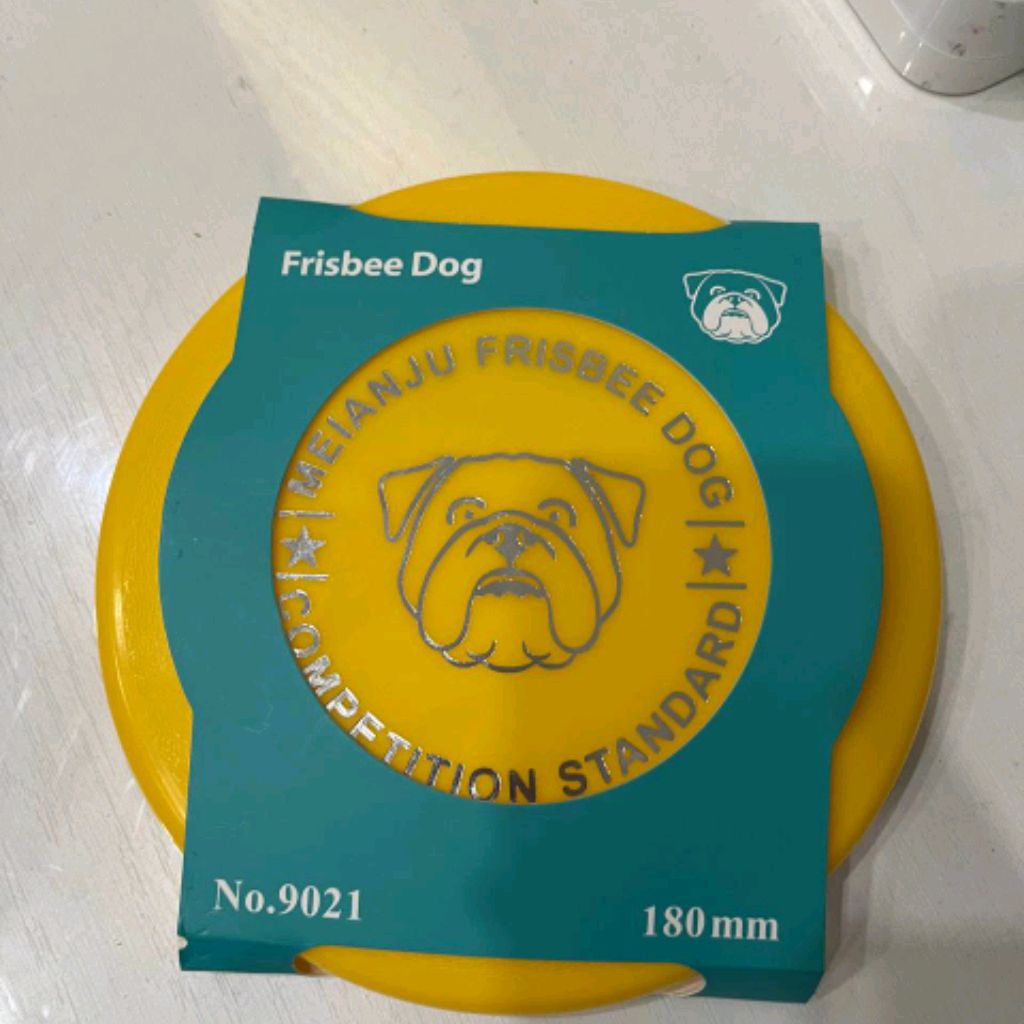 Frisbee Dog
MEIANJU FRISBEE DOG
COMPETITION STANDARD
No.9021
180mm